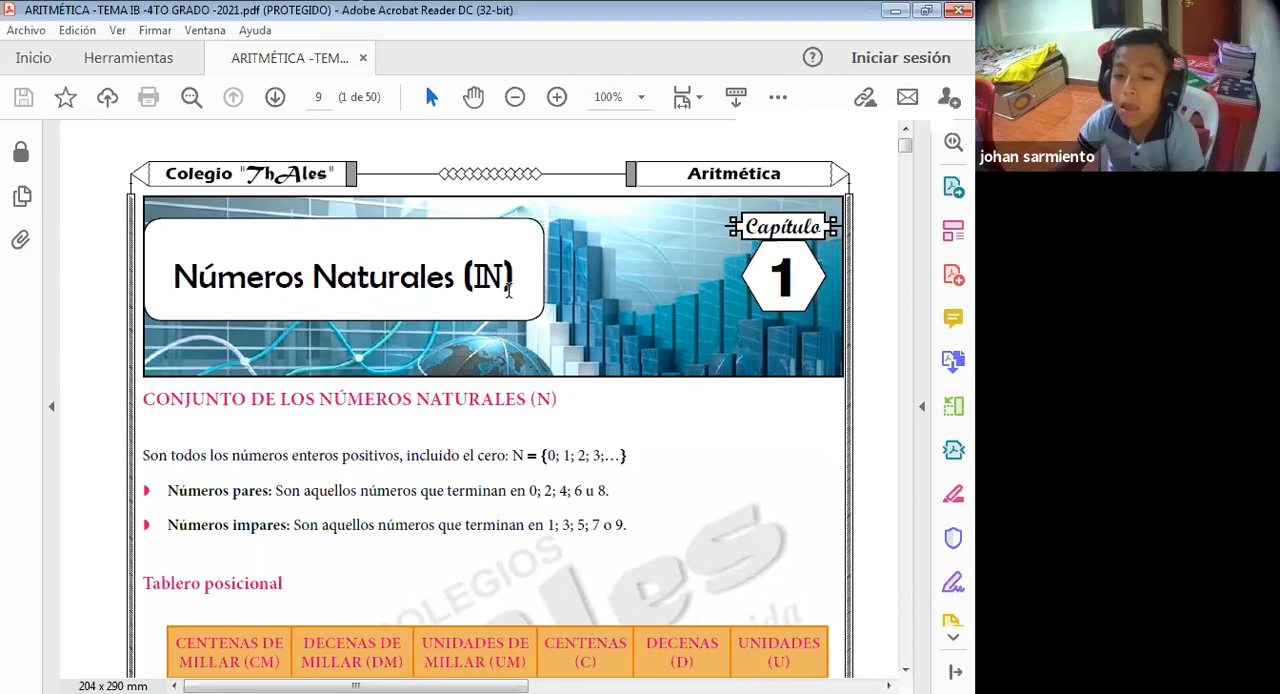 ARITMÉTICA -TEMA IB -4TO GRADO -2021.pdf (PROTEGIDO) - Adobe Acrobat Reader DC (32-bit)
Archivo Edición Ver Firmar Ventana Ayuda
Inicio Herramientas ARITMÉTICA -TEM... × Iniciar sesión
9 (1 de 50) 100%
johan sarmiento
Colegio "ThAles" Aritmética
Capítulo
1
Números Naturales (IN)
CONJUNTO DE LOS NÚMEROS NATURALES (N)
Son todos los números enteros positivos, incluido el cero: N = {0; 1; 2; 3;…}
Números pares: Son aquellos números que terminan en 0; 2; 4; 6 u 8.
Números impares: Son aquellos números que terminan en 1; 3; 5; 7 o 9.
COLEGIOS
Tablero posicional
CENTENAS DE MILLAR (CM) DECENAS DE MILLAR (DM) UNIDADES DE MILLAR (UM) CENTENAS (C) DECENAS (D) UNIDADES (U)
204 x 290 mm